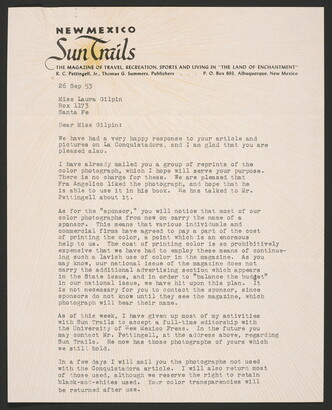 NEW MEXICO
Sun Trails
THE MAGAZINE OF TRAVEL, RECREATION, SPORTS AND LIVING IN "THE LAND OF ENCHANTMENT"
R. C. Pettingell, Jr., Thomas G. Summers, Publishers P. O. Box 892, Albuquerque, New Mexico
26 Sep 53
Miss Laura Gilpin
Box 1173
Santa Fe
Dear Miss Gilpin:
We have had a very happy response to your article and
pictures on La Conquistadora, and I am glad that you are
pleased also.
I have already mailed you a group of reprints of the
color photograph, which I hope will serve your purpose.
There is no charge for these. We are pleased that
Fra Angelico liked the photograph, and hope that he
is able to use it in his book. He has talked to Mr.
Pettingell about it.
As for the "sponsor," you will notice that most of our
color photographs from now on carry the name of a
sponsor. This means that various individuals and
commercial firms have agreed to pay a part of the cost
of printing the color, a point which is an enormous
help to us. The cost of printing color is so prohibitively
expensive that we have had to employ these means of continue-
ing such a lavish use of color in the magazine. As you
may know, our national issue of the magazine does not
carry the additional advertising section which appears
in the State issue, and in order to balance the budget
in our national issue, we have hit upon this plan. It
is not necessary for you to contact the sponsor, since
sponsors do not know until they see the magazine, which
photograph will bear their name.
As of this week, I have given up most of my activities
with Sun Trails to accept a full-time editorship with
the University of New Mexico Press. In the future you
may contact Mr. Pettingell, at the address above, regarding
Sun Trails. He now has those photographs of yours which
we still hold.
In a few days I will mail you the photographs not used
with the Conquistadora article. I will also return most
of those used, although we reserve the right to retain
black-and-whites used. Your color transparencies will
be returned after use.